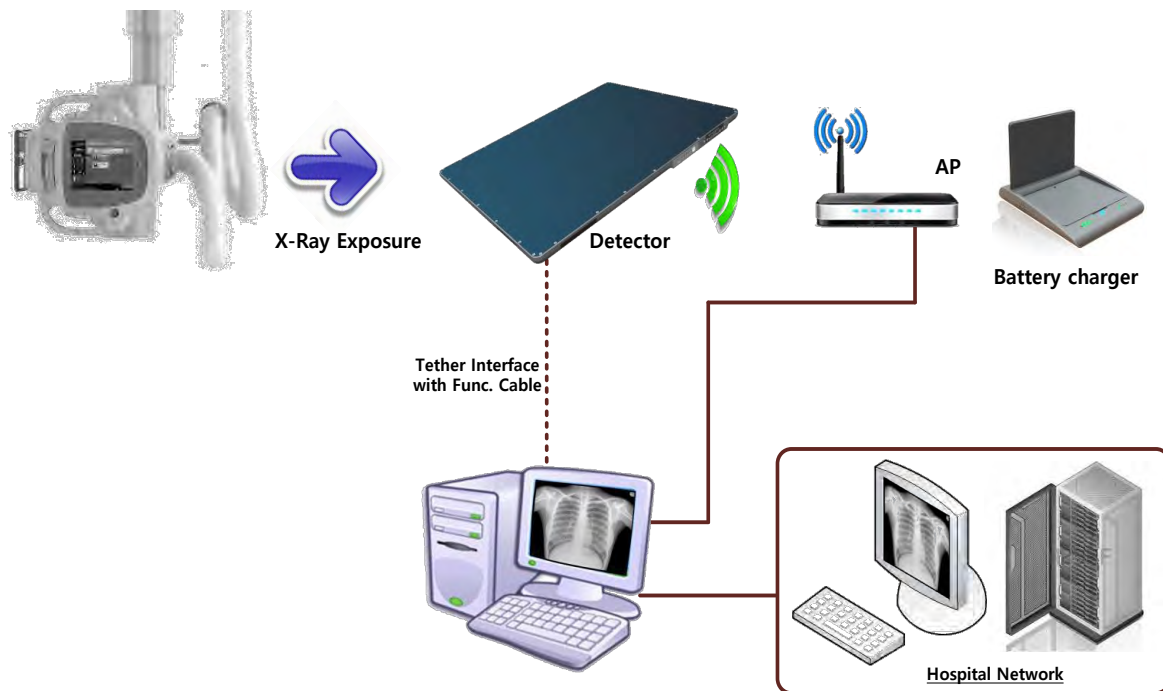 AP
X-Ray Exposure
Detector
Battery charger
Tether Interface
with Func. Cable
Hospital Network